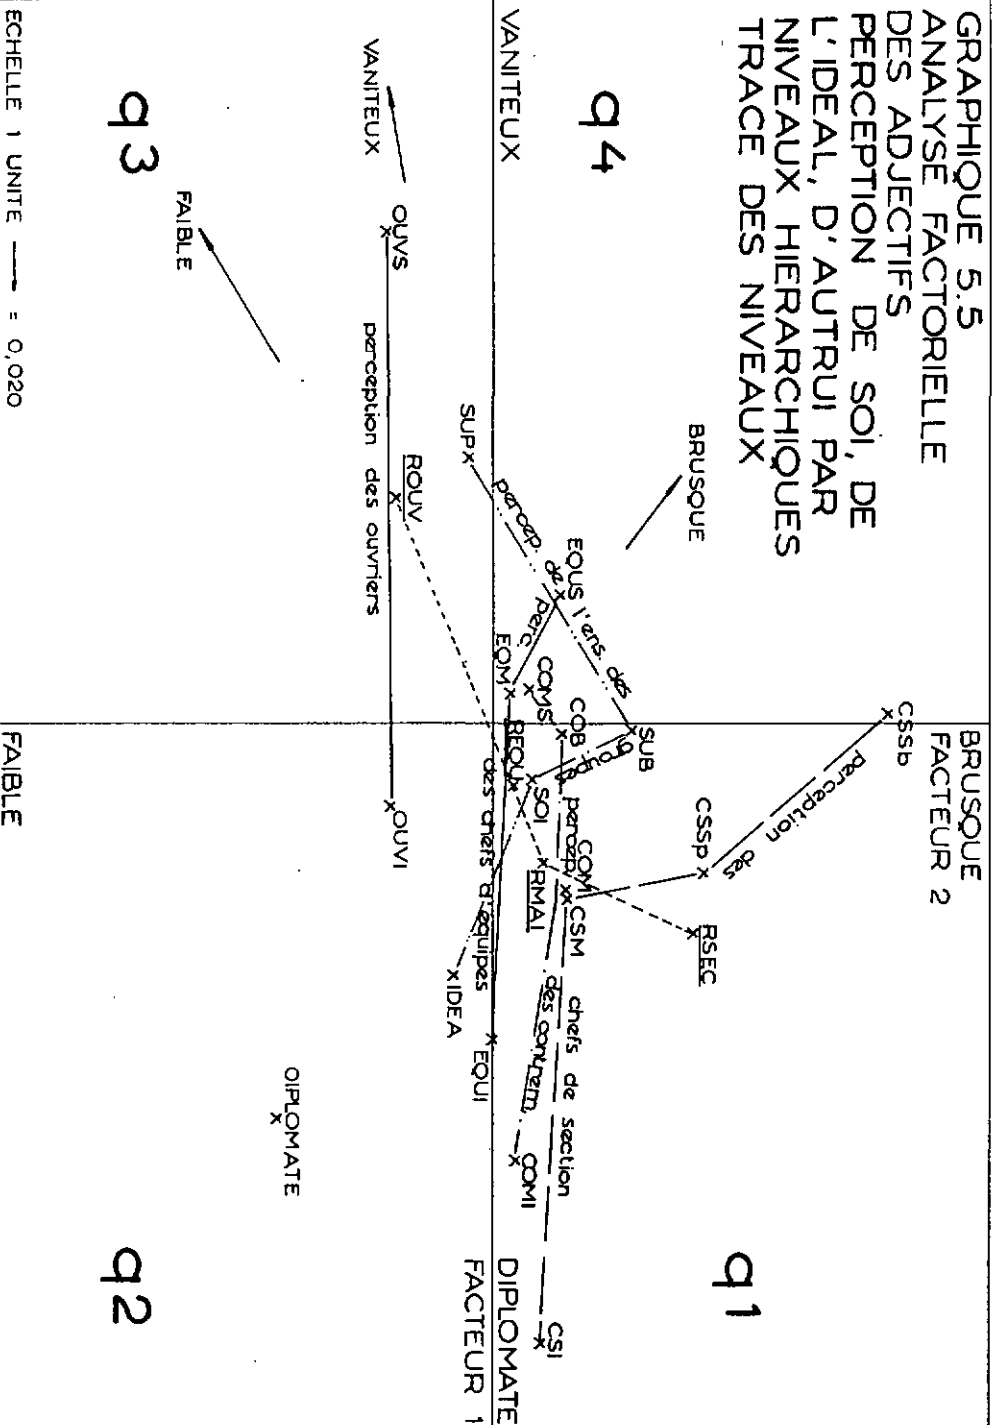 GRAPHIQUE 5.5
ANALYSE FACTORIELLE
DES ADJECTIFS
PERCEPTION DE SOI, DE
L'IDEAL, D'AUTRUI PAR
NIVEAUX HIERARCHIQUES
TRACE DES NIVEAUX
BRUSQUE
FACTEUR 2
CSSb
perception des
CSSp
RSEC
q1
q4
BRUSQUE
SUB
EQUS
percep. de l'ens. des groupes
SUPx
perc.
COB
COMS
COM
CSM
percep.
chefs de section
des contrem.
SOI
RMAI
EQM
REQU
des chefs d'equipes
COMI
CSI
VANITEUX
DIPLOMATE
FACTEUR 1
EQUI
xIDEA
VANITEUX
OUVS
ROUV
perception des ouvriers
OUVI
FAIBLE
DIPLOMATE
q3
q2
FAIBLE
ECHELLE 1 UNITE — = 0,020